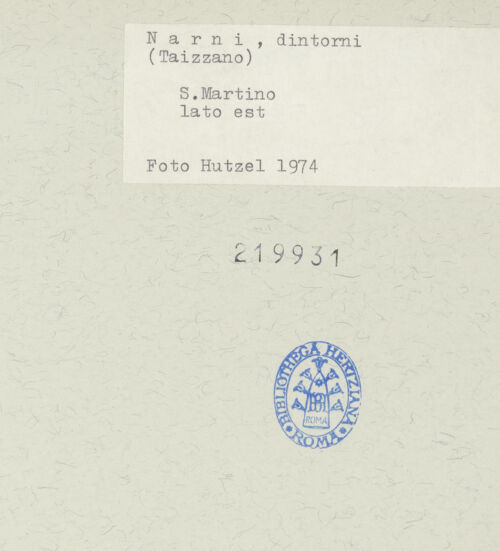 N a r n i , dintorni
(Taizzano)
S.Martino
lato est
Foto Hutzel 1974
219931
BIBLIOTHECA HERTZIANA
ROMA
ROMA